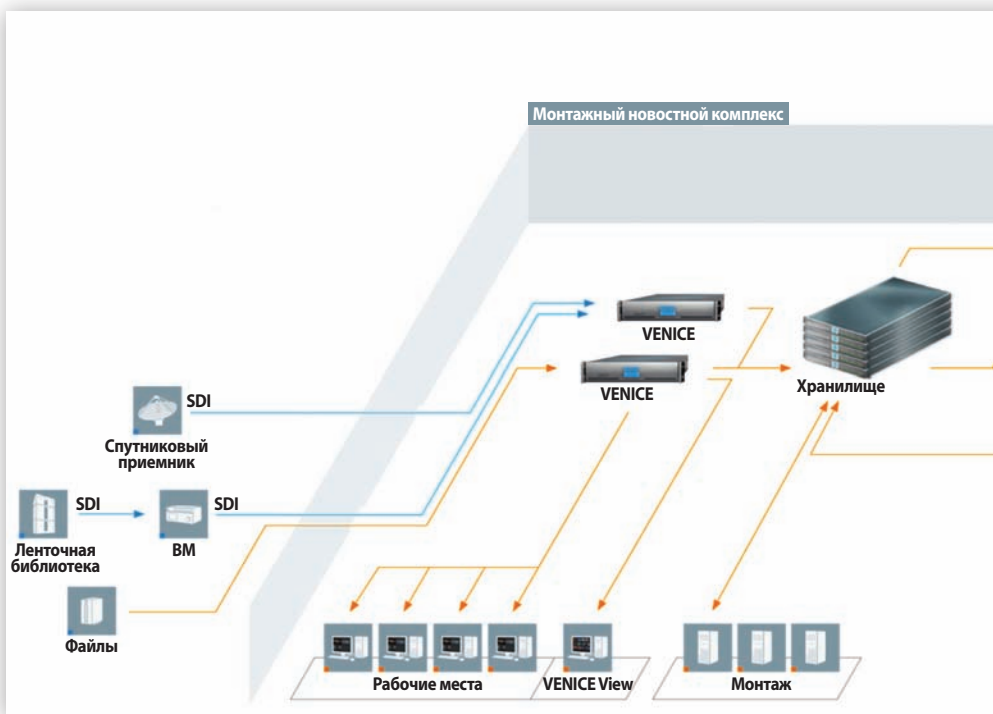 Монтажный новостной комплекс
VENICE
VENICE
Хранилище
SDI
Спутниковый
приемник
SDI
SDI
Ленточная
библиотека
ВМ
Файлы
Рабочие места
VENICE View
Монтаж